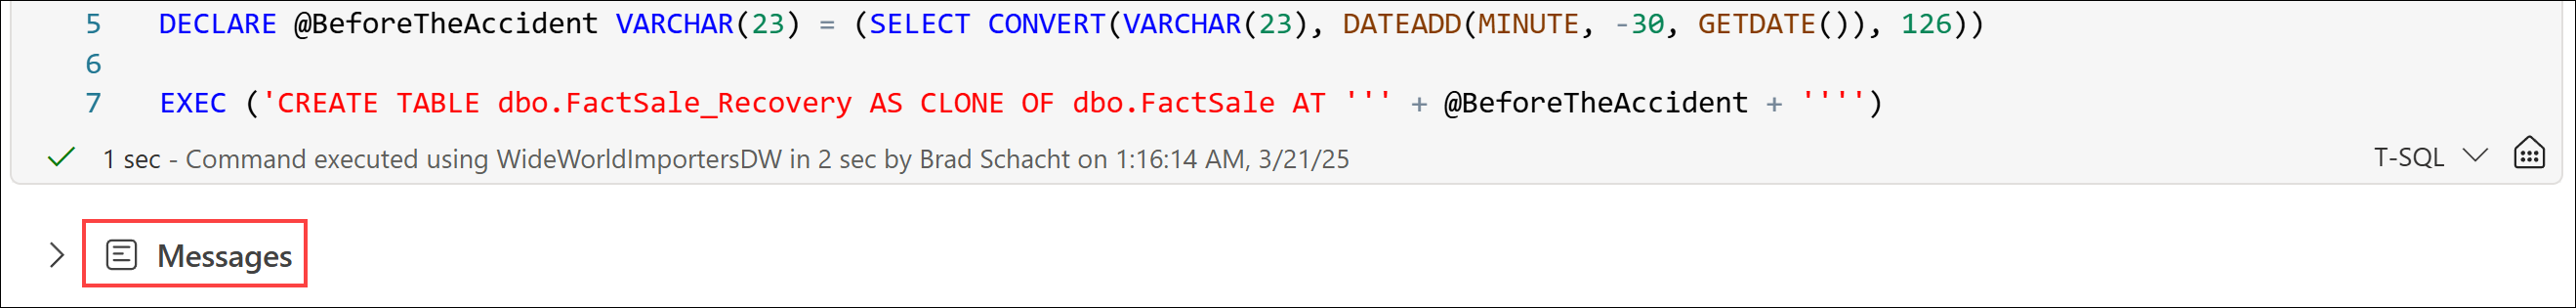 5 DECLARE @BeforeTheAccident VARCHAR(23) = (SELECT CONVERT(VARCHAR(23), DATEADD(MINUTE, -30, GETDATE()), 126))
6
7 EXEC ('CREATE TABLE dbo.FactSale_Recovery AS CLONE OF dbo.FactSale AT ''' + @BeforeTheAccident + '''')
1 sec - Command executed using WideWorldImportersDW in 2 sec by Brad Schacht on 1:16:14 AM, 3/21/25 T-SQL
Messages